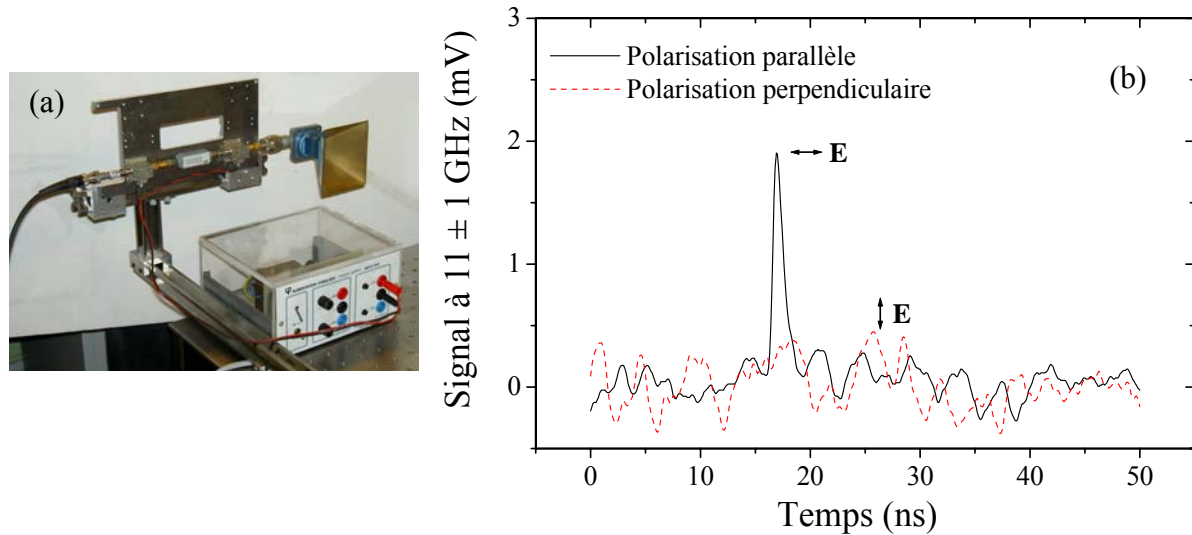 (a)
Signal à 11 ± 1 GHz (mV)
3
2
1
0
Polarisation parallèle
Polarisation perpendiculaire
(b)
E
E
0
10
20
30
40
50
Temps (ns)